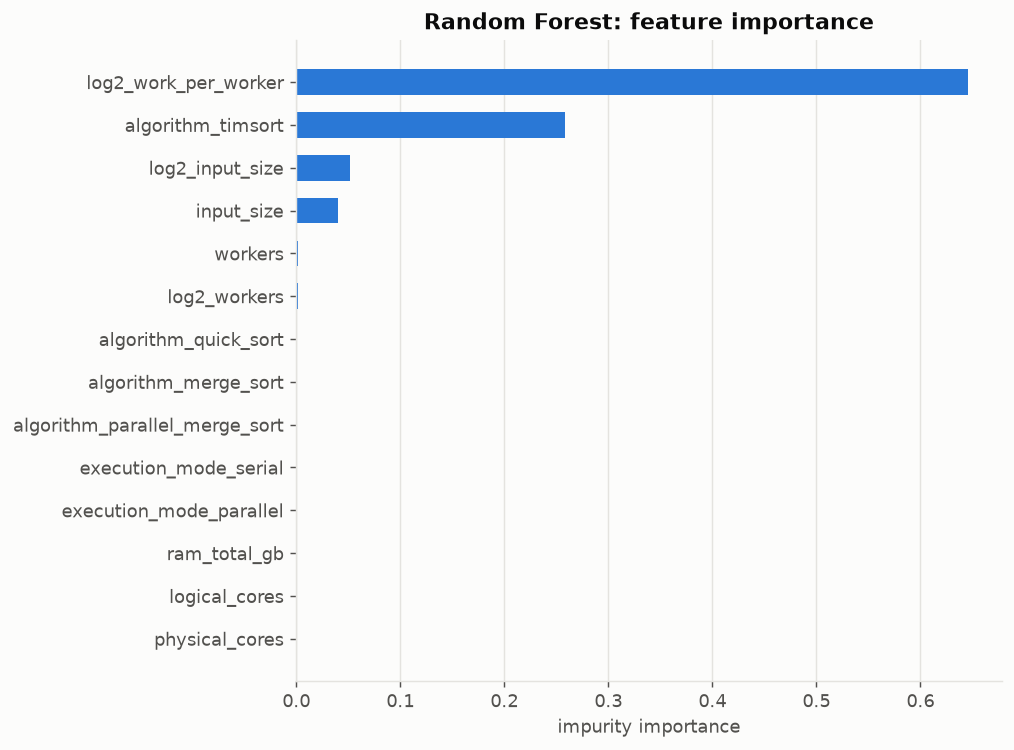 Random Forest: feature importance
log2_work_per_worker
algorithm_timsort
log2_input_size
input_size
workers
log2_workers
algorithm_quick_sort
algorithm_merge_sort
algorithm_parallel_merge_sort
execution_mode_serial
execution_mode_parallel
ram_total_gb
logical_cores
physical_cores
0.0 0.1 0.2 0.3 0.4 0.5 0.6
impurity importance